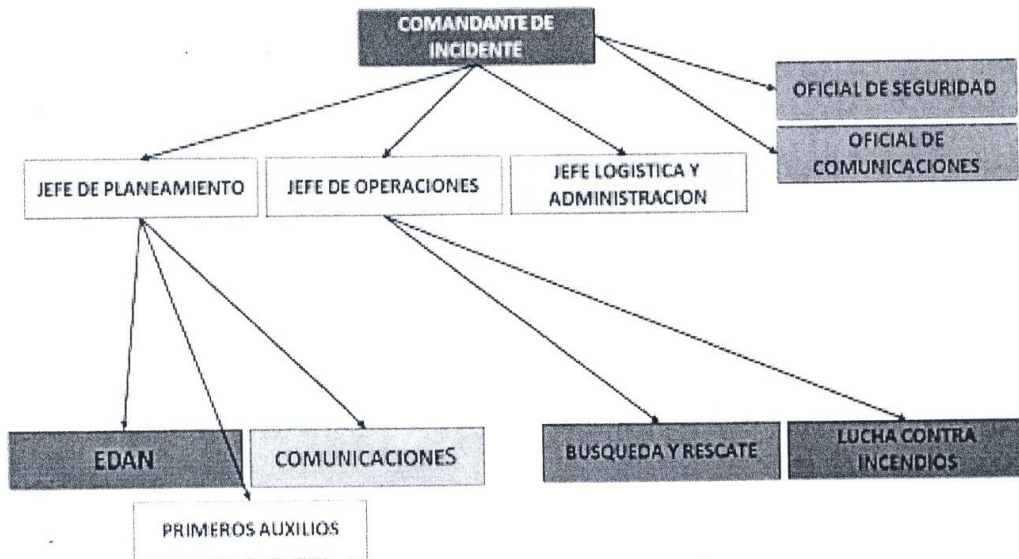 COMANDANTE DE
INCIDENTE
OFICIAL DE SEGURIDAD
OFICIAL DE
COMUNICACIONES
JEFE DE PLANEAMIENTO
JEFE DE OPERACIONES
JEFE LOGISTICA Y
ADMINISTRACION
EDAN
COMUNICACIONES
BUSQUEDA Y RESCATE
LUCHA CONTRA
INCENDIOS
PRIMEROS AUXILIOS